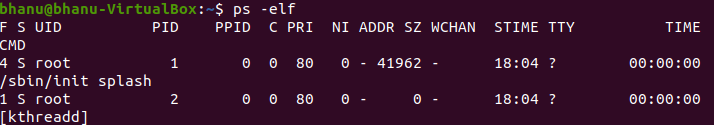 bhanu@bhanu-VirtualBox:~$ ps -elf
F S UID PID PPID C PRI NI ADDR SZ WCHAN STIME TTY TIME
CMD
4 S root 1 0 0 80 0 - 41962 - 18:04 ? 00:00:00
/sbin/init splash
1 S root 2 0 0 80 0 - 0 - 18:04 ? 00:00:00
[kthreadd]